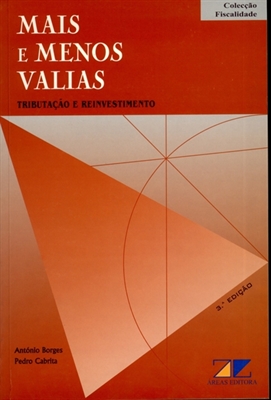 Colecção
Fiscalidade
MAIS
E MENOS
VALIAS
TRIBUTAÇÃO E REINVESTIMENTO
3.ª EDIÇÃO
António Borges
Pedro Cabrita
ÁREAS EDITORA